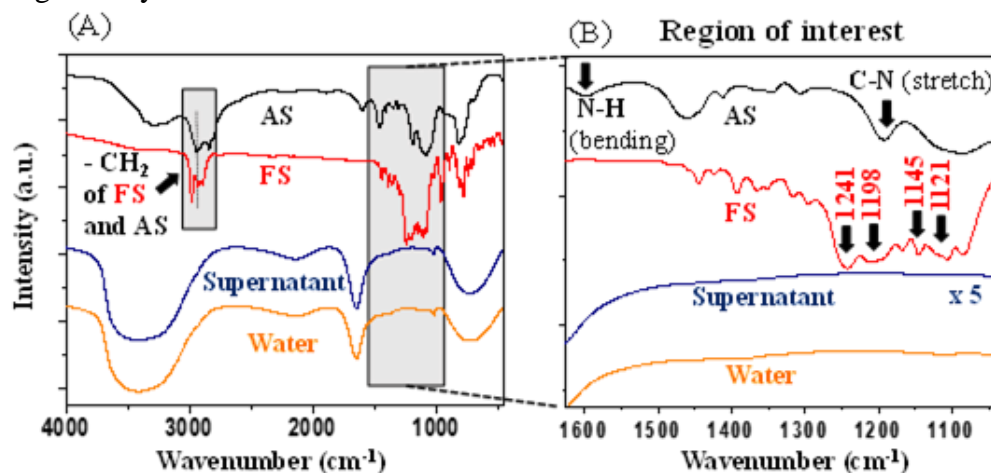 (A)
AS
FS
- CH2
of FS
and AS
Supernatant
Water
Intensity (a.u.)
4000 3000 2000 1000
Wavenumber (cm-1)
(B) Region of interest
N-H
(bending)
AS
C-N (stretch)
FS
1241
1198
1145
1121
Supernatant
x 5
Water
1600 1500 1400 1300 1200 1100
Wavenumber (cm-1)